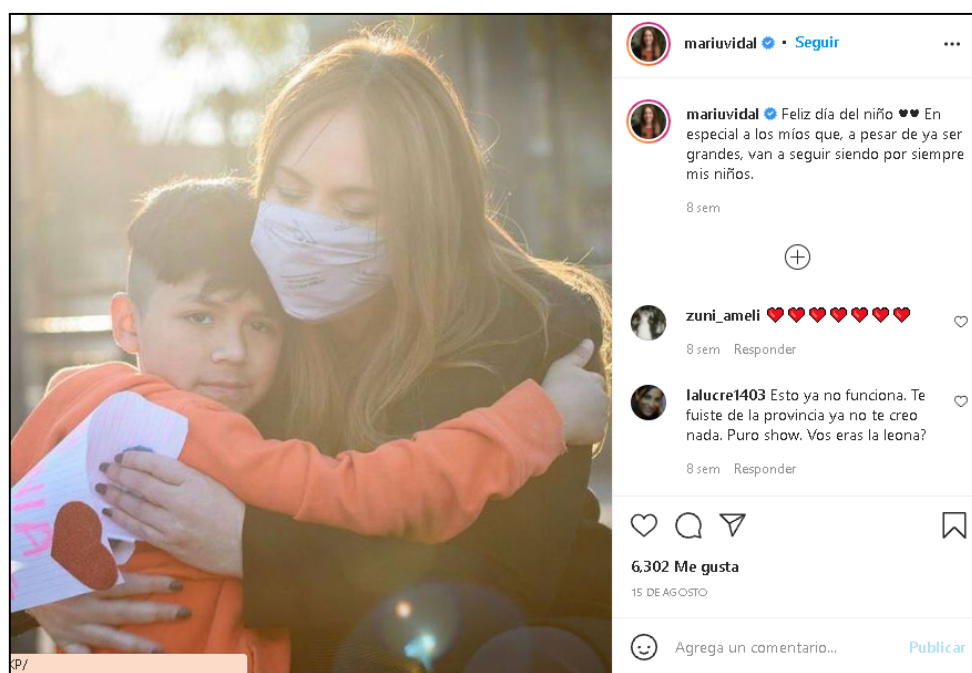 mariuvidal • Seguir
mariuvidal Feliz día del niño 🖤🖤 En
especial a los míos que, a pesar de ya ser
grandes, van a seguir siendo por siempre
mis niños.
8 sem
zuni_ameli ❤️❤️❤️❤️❤️❤️❤️
8 sem Responder
lalucre1403 Esto ya no funciona. Te
fuiste de la provincia ya no te creo
nada. Puro show. Vos eras la leona?
8 sem Responder
6,302 Me gusta
15 DE AGOSTO
Agrega un comentario... Publicar